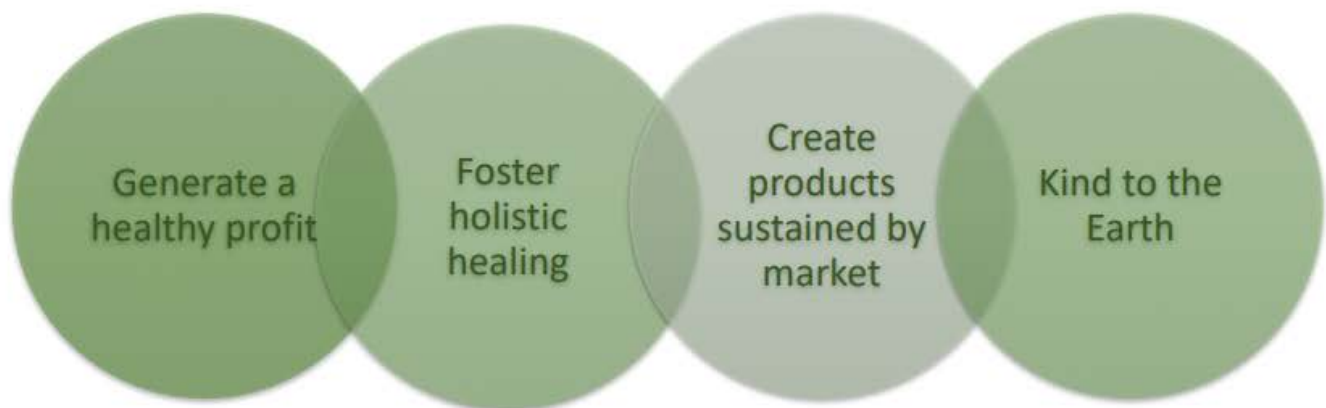 Generate a
healthy profit
Foster
holistic
healing
Create
products
sustained by
market
Kind to the
Earth